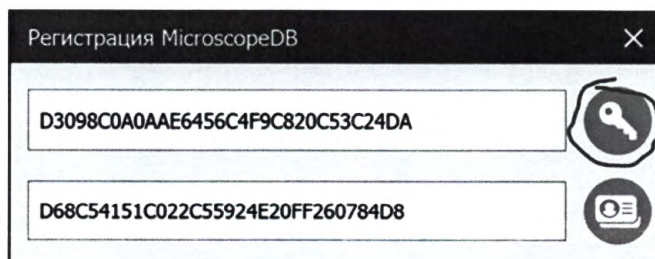 Регистрация MicroscopeDB
D3098C0A0AAE6456C4F9C820C53C24DA
D68C54151C022C55924E20FF260784D8